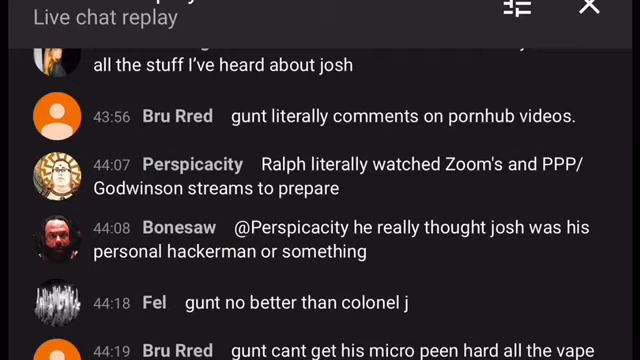 Live chat replay
all the stuff I've heard about josh
43:56 Bru Rred gunt literally comments on pornhub videos.
44:07 Perspicacity Ralph literally watched Zoom's and PPP/
Godwinson streams to prepare
44:08 Bonesaw @Perspicacity he really thought josh was his
personal hackerman or something
44:18 Fel gunt no better than colonel j
44:19 Bru Rred gunt cant get his micro peen hard all the vape